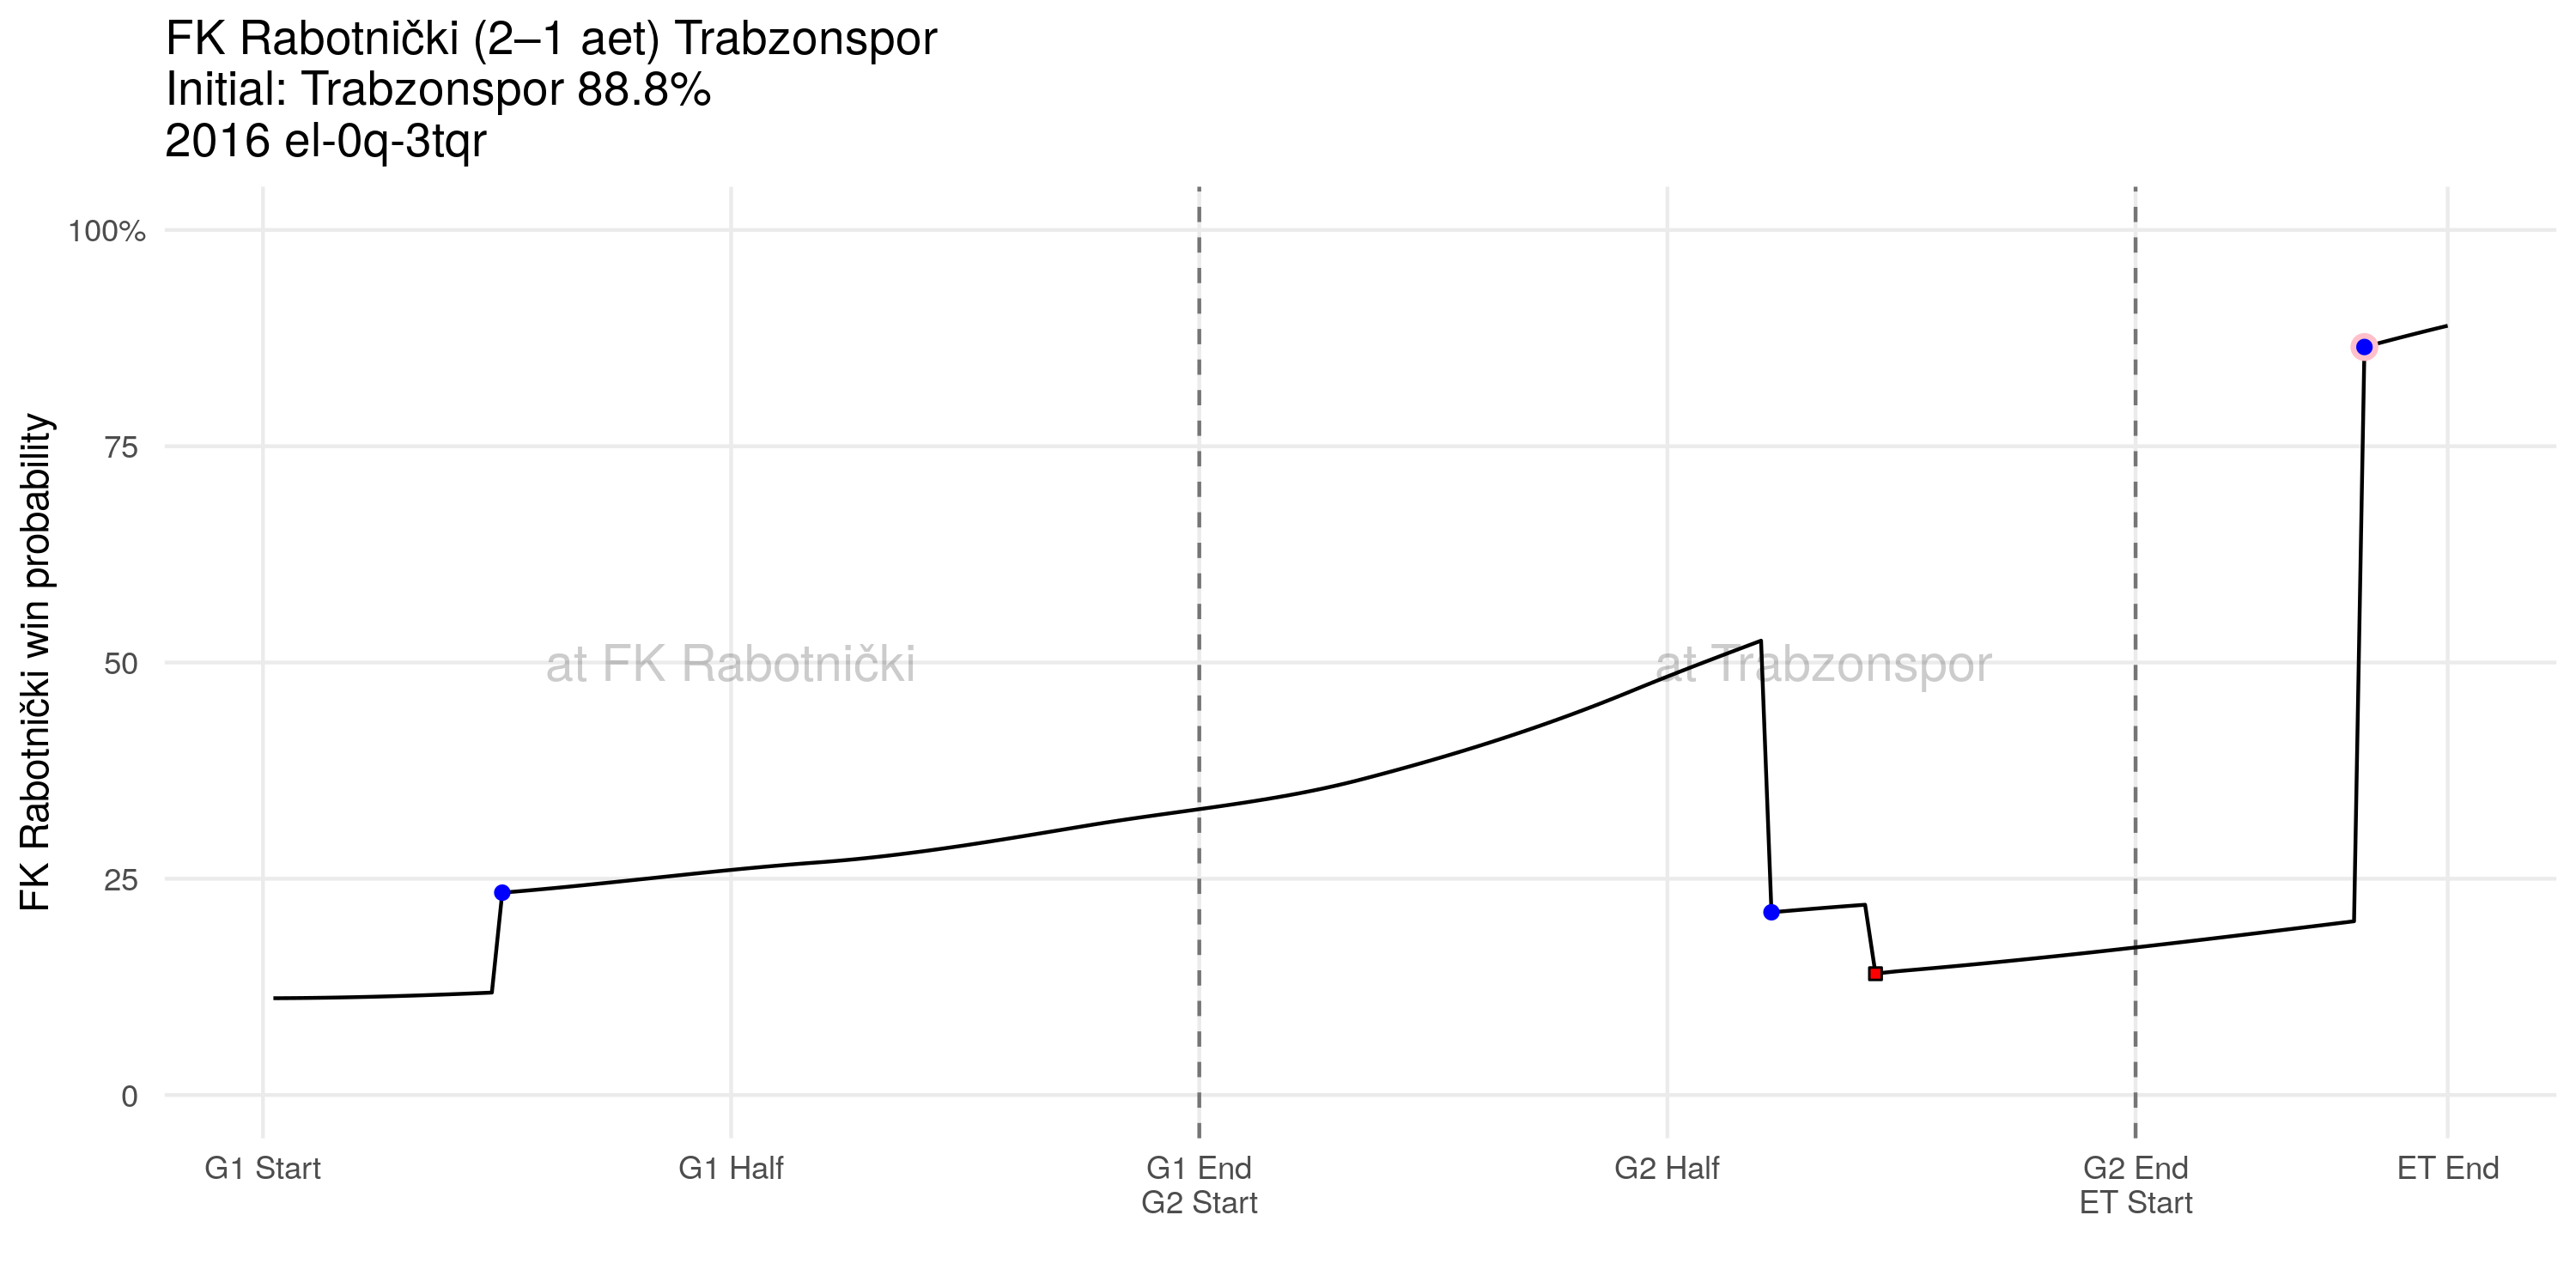 FK Rabotnički (2–1 aet) Trabzonspor
Initial: Trabzonspor 88.8%
2016 el-0q-3tqr
FK Rabotnički win probability
100%
75
50
25
0
at FK Rabotnički
at Trabzonspor
G1 Start
G1 Half
G1 End
G2 Start
G2 Half
G2 End
ET Start
ET End